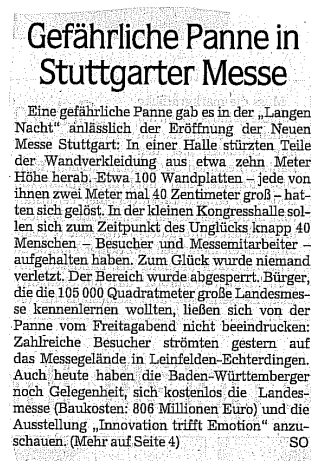 Gefährliche Panne in
Stuttgarter Messe
Eine gefährliche Panne gab es in der „Langen
Nacht“ anlässlich der Eröffnung der Neuen
Messe Stuttgart: In einer Halle stürzten Teile
der Wandverkleidung aus etwa zehn Meter
Höhe herab. Etwa 100 Wandplatten – jede von
ihnen zwei Meter mal 40 Zentimeter groß – hat-
ten sich gelöst. In der kleinen Kongresshalle sol-
len sich zum Zeitpunkt des Unglücks knapp 40
Menschen – Besucher und Messemitarbeiter –
aufgehalten haben. Zum Glück wurde niemand
verletzt. Der Bereich wurde abgesperrt. Bürger,
die die 105 000 Quadratmeter große Landesmes-
se kennenlernen wollten, ließen sich von der
Panne vom Freitagabend nicht beeindrucken:
Zahlreiche Besucher strömten gestern auf
das Messegelände in Leinfelden-Echterdingen.
Auch heute haben die Baden-Württemberger
noch Gelegenheit, sich kostenlos die Landes-
messe (Baukosten: 806 Millionen Euro) und die
Ausstellung „Innovation trifft Emotion“ anzu-
schauen. (Mehr auf Seite 4) SO